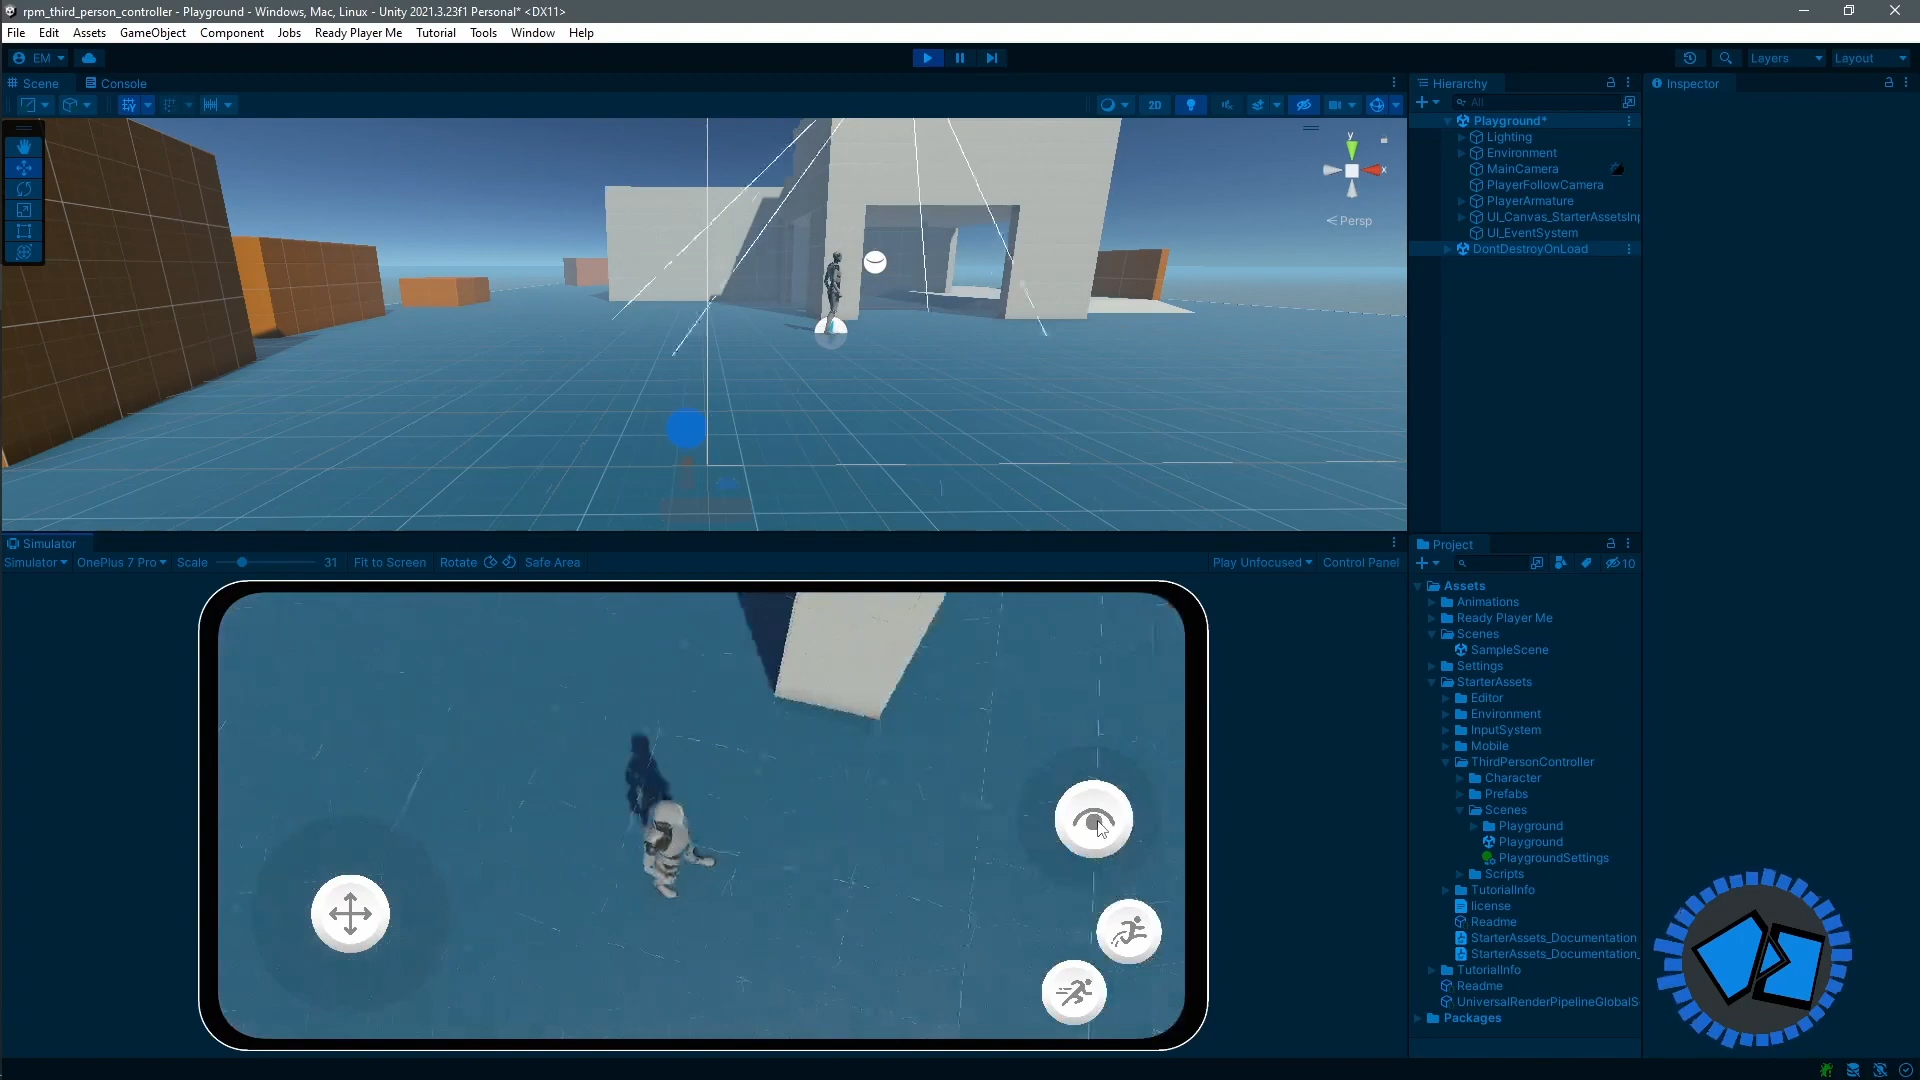 rpm_third_person_controller - Playground - Windows, Mac, Linux - Unity 2021.3.23f1 Personal* <DX11>
File Edit Assets GameObject Component Jobs Ready Player Me Tutorial Tools Window Help
EM
Layers
Layout
Scene
Console
2D
y
x
Persp
Hierarchy
All
Playground*
Lighting
Environment
MainCamera
PlayerFollowCamera
PlayerArmature
UI_Canvas_StarterAssetsInp
UI_EventSystem
DontDestroyOnLoad
Inspector
Simulator
Simulator OnePlus 7 Pro Scale 31 Fit to Screen Rotate Safe Area Play Unfocused Control Panel
Project
10
Assets
Animations
Ready Player Me
Scenes
SampleScene
Settings
StarterAssets
Editor
Environment
InputSystem
Mobile
ThirdPersonController
Character
Prefabs
Scenes
Playground
Playground
PlaygroundSettings
Scripts
TutorialInfo
license
Readme
StarterAssets_Documentation
StarterAssets_Documentation_
TutorialInfo
Readme
UniversalRenderPipelineGlobalS
Packages